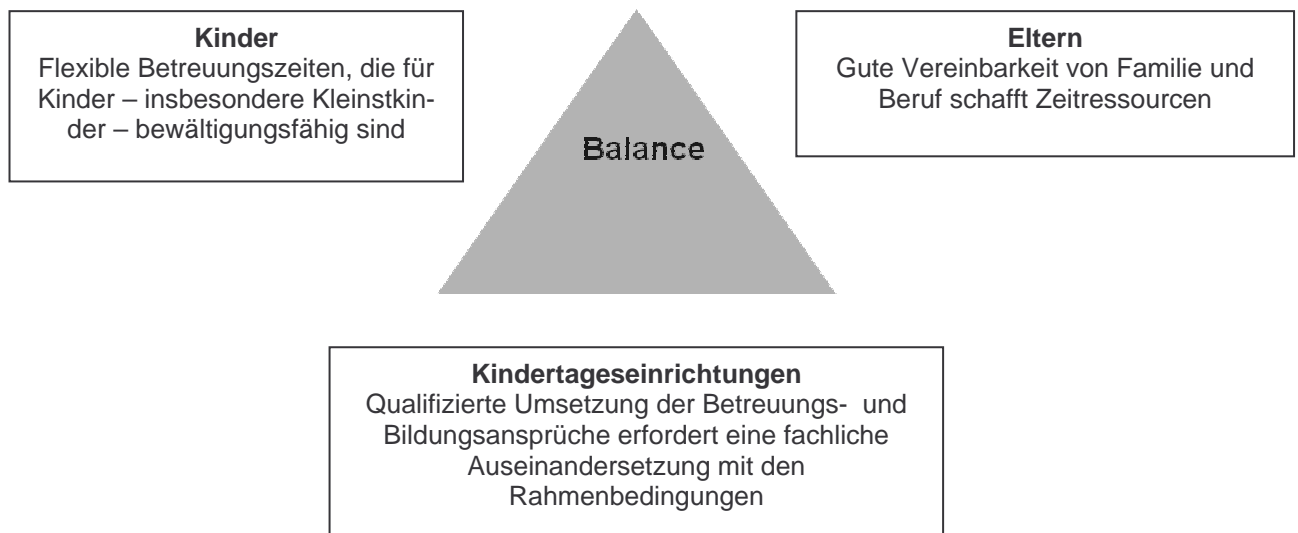 Kinder
Flexible Betreuungszeiten, die für
Kinder – insbesondere Kleinstkin-
der – bewältigungsfähig sind
Eltern
Gute Vereinbarkeit von Familie und
Beruf schafft Zeitressourcen
Balance
Kindertageseinrichtungen
Qualifizierte Umsetzung der Betreuungs- und
Bildungsansprüche erfordert eine fachliche
Auseinandersetzung mit den
Rahmenbedingungen